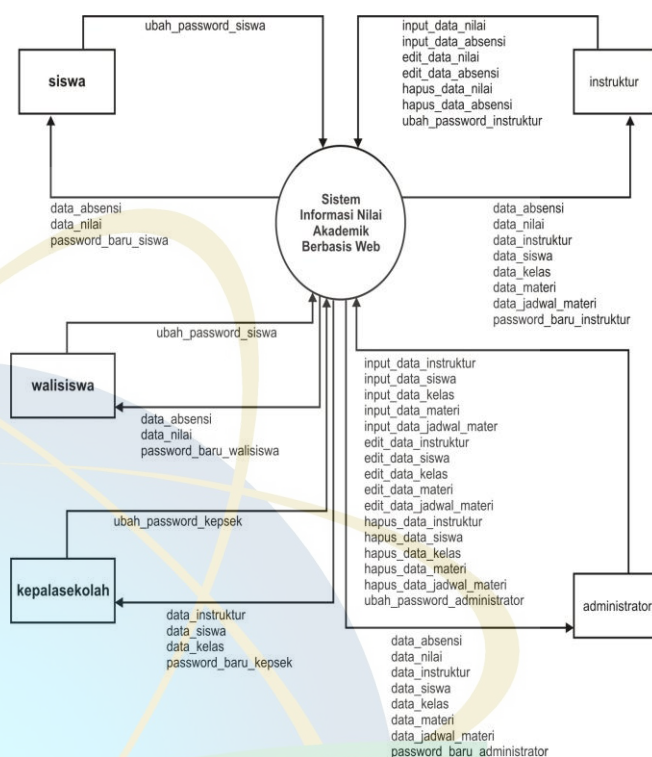 ubah_password_siswa
siswa
data_absensi
data_nilai
password_baru_siswa
input_data_nilai
input_data_absensi
edit_data_nilai
edit_data_absensi
hapus_data_nilai
hapus_data_absensi
ubah_password_instruktur
instruktur
Sistem
Informasi Nilai
Akademik
Berbasis Web
data_absensi
data_nilai
data_instruktur
data_siswa
data_kelas
data_materi
data_jadwal_materi
password_baru_instruktur
ubah_password_siswa
walisiswa
data_absensi
data_nilai
password_baru_walisiswa
ubah_password_kepsek
kepalasekolah
data_instruktur
data_siswa
data_kelas
password_baru_kepsek
input_data_instruktur
input_data_siswa
input_data_kelas
input_data_materi
input_data_jadwal_mater
edit_data_instruktur
edit_data_siswa
edit_data_kelas
edit_data_materi
edit_data_jadwal_materi
hapus_data_instruktur
hapus_data_siswa
hapus_data_kelas
hapus_data_materi
hapus_data_jadwal_materi
ubah_password_administrator
administrator
data_absensi
data_nilai
data_instruktur
data_siswa
data_kelas
data_materi
data_jadwal_materi
password_baru_administrator